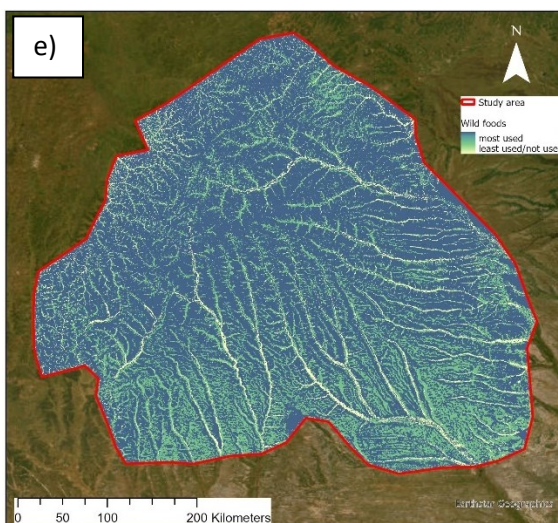 e)
N
Study area
Wild foods
most used
least used/not use
0 50 100 200 Kilometers
Earthstar Geographics